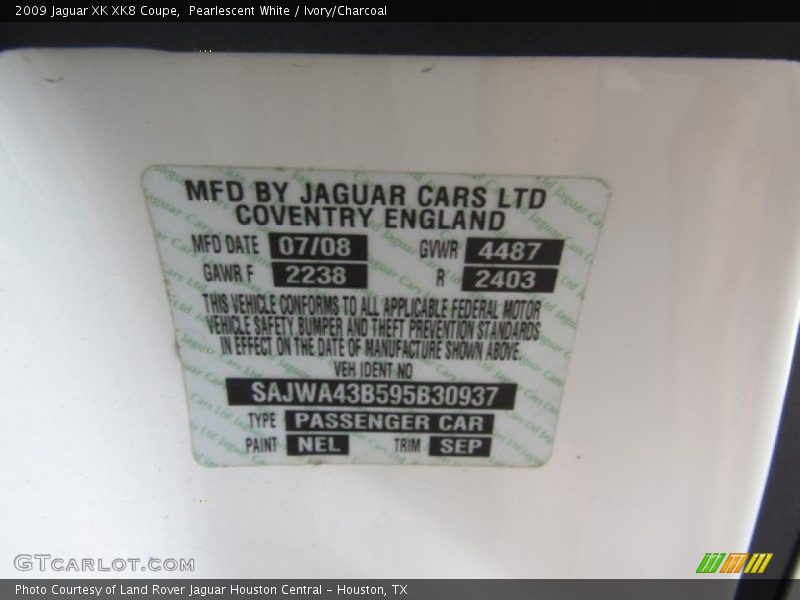 2009 Jaguar XK XK8 Coupe,  Pearlescent White / Ivory/Charcoal
MFD BY JAGUAR CARS LTD
COVENTRY ENGLAND
MFD DATE 07/08 GVWR 4487
GAWR F 2238 R 2403
THIS VEHICLE CONFORMS TO ALL APPLICABLE FEDERAL MOTOR
VEHICLE SAFETY, BUMPER AND THEFT PREVENTION STANDARDS
IN EFFECT ON THE DATE OF MANUFACTURE SHOWN ABOVE.
VEH IDENT NO
SAJWA43B595B30937
TYPE PASSENGER CAR
PAINT NEL TRIM SEP
GTCARLOT.COM
Photo Courtesy of Land Rover Jaguar Houston Central - Houston, TX